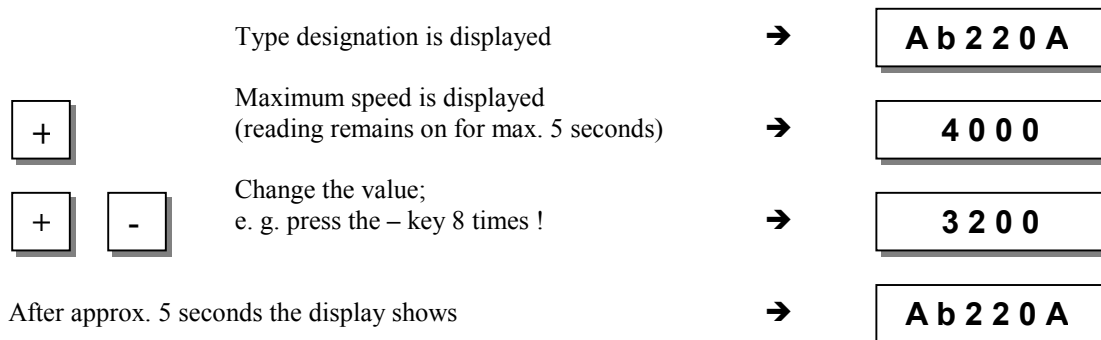 Type designation is displayed ➔ Ab220A
Maximum speed is displayed
+ (reading remains on for max. 5 seconds) ➔ 4000
Change the value;
+ - e. g. press the – key 8 times ! ➔ 3200
After approx. 5 seconds the display shows ➔ Ab220A